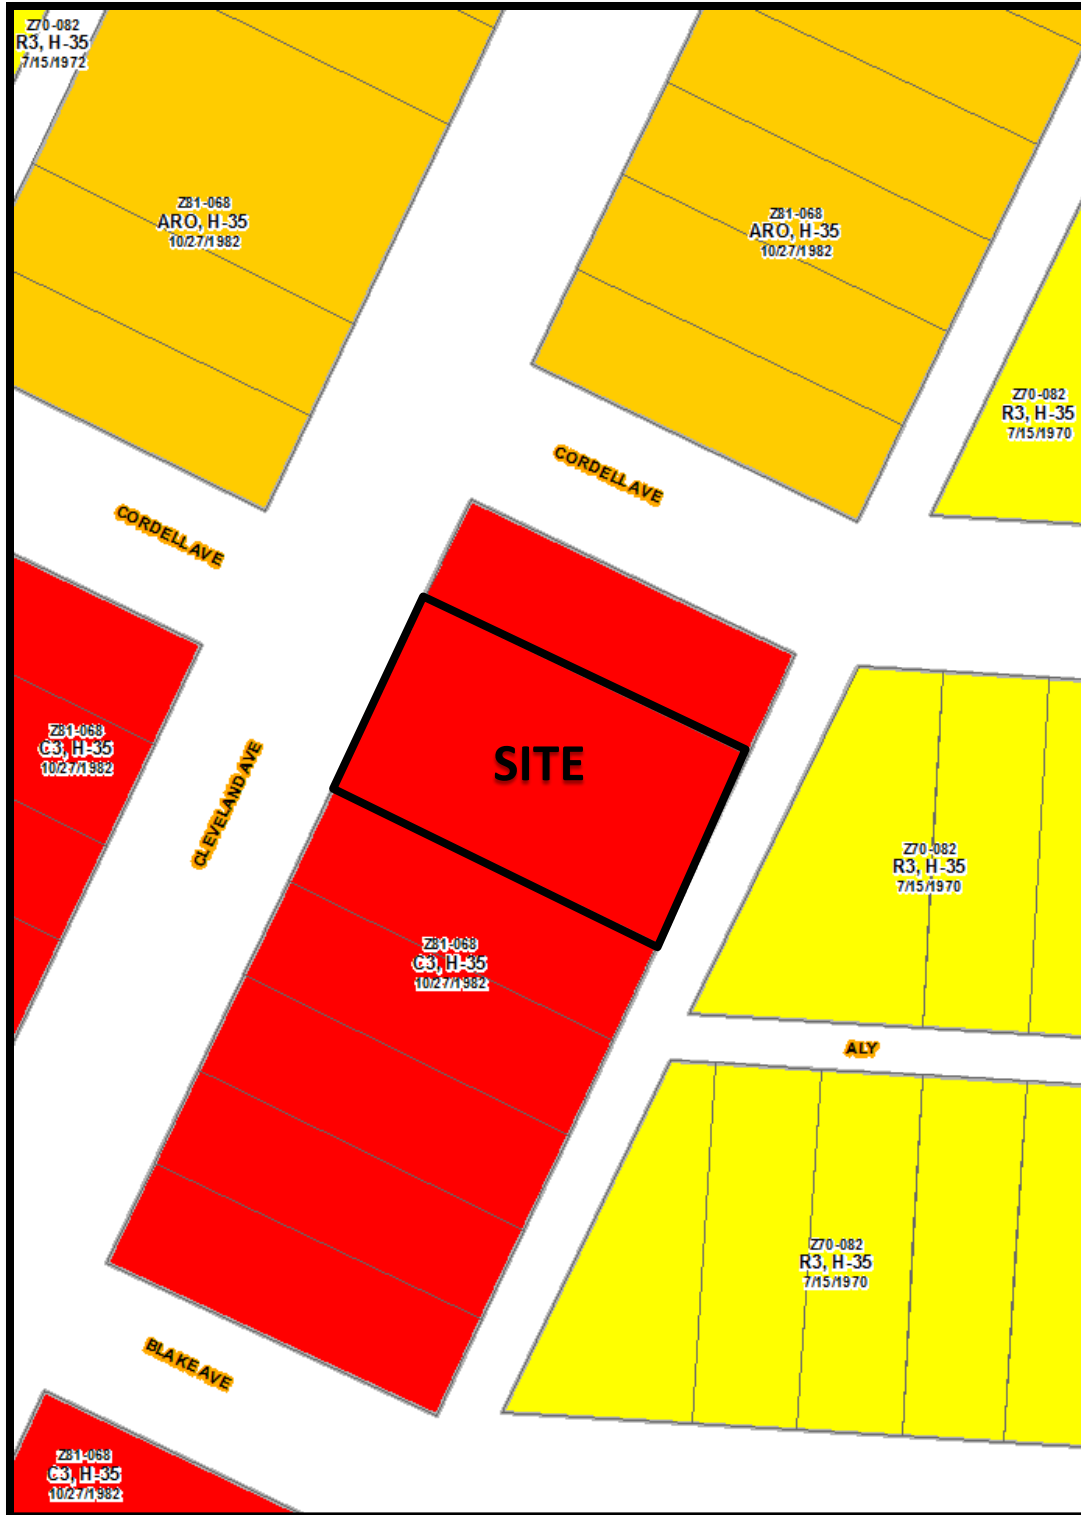 Z70-082
R3, H-35
7/15/1972
Z81-068
ARO, H-35
10/27/1982
Z81-068
ARO, H-35
10/27/1982
Z70-082
R3, H-35
7/15/1970
CORDELL AVE
CORDELL AVE
Z81-068
C3, H-35
10/27/1982
CLEVELAND AVE
SITE
Z70-082
R3, H-35
7/15/1970
Z81-068
C3, H-35
10/27/1982
ALY
Z70-082
R3, H-35
7/15/1970
BLAKE AVE
Z81-068
C3, H-35
10/27/1982